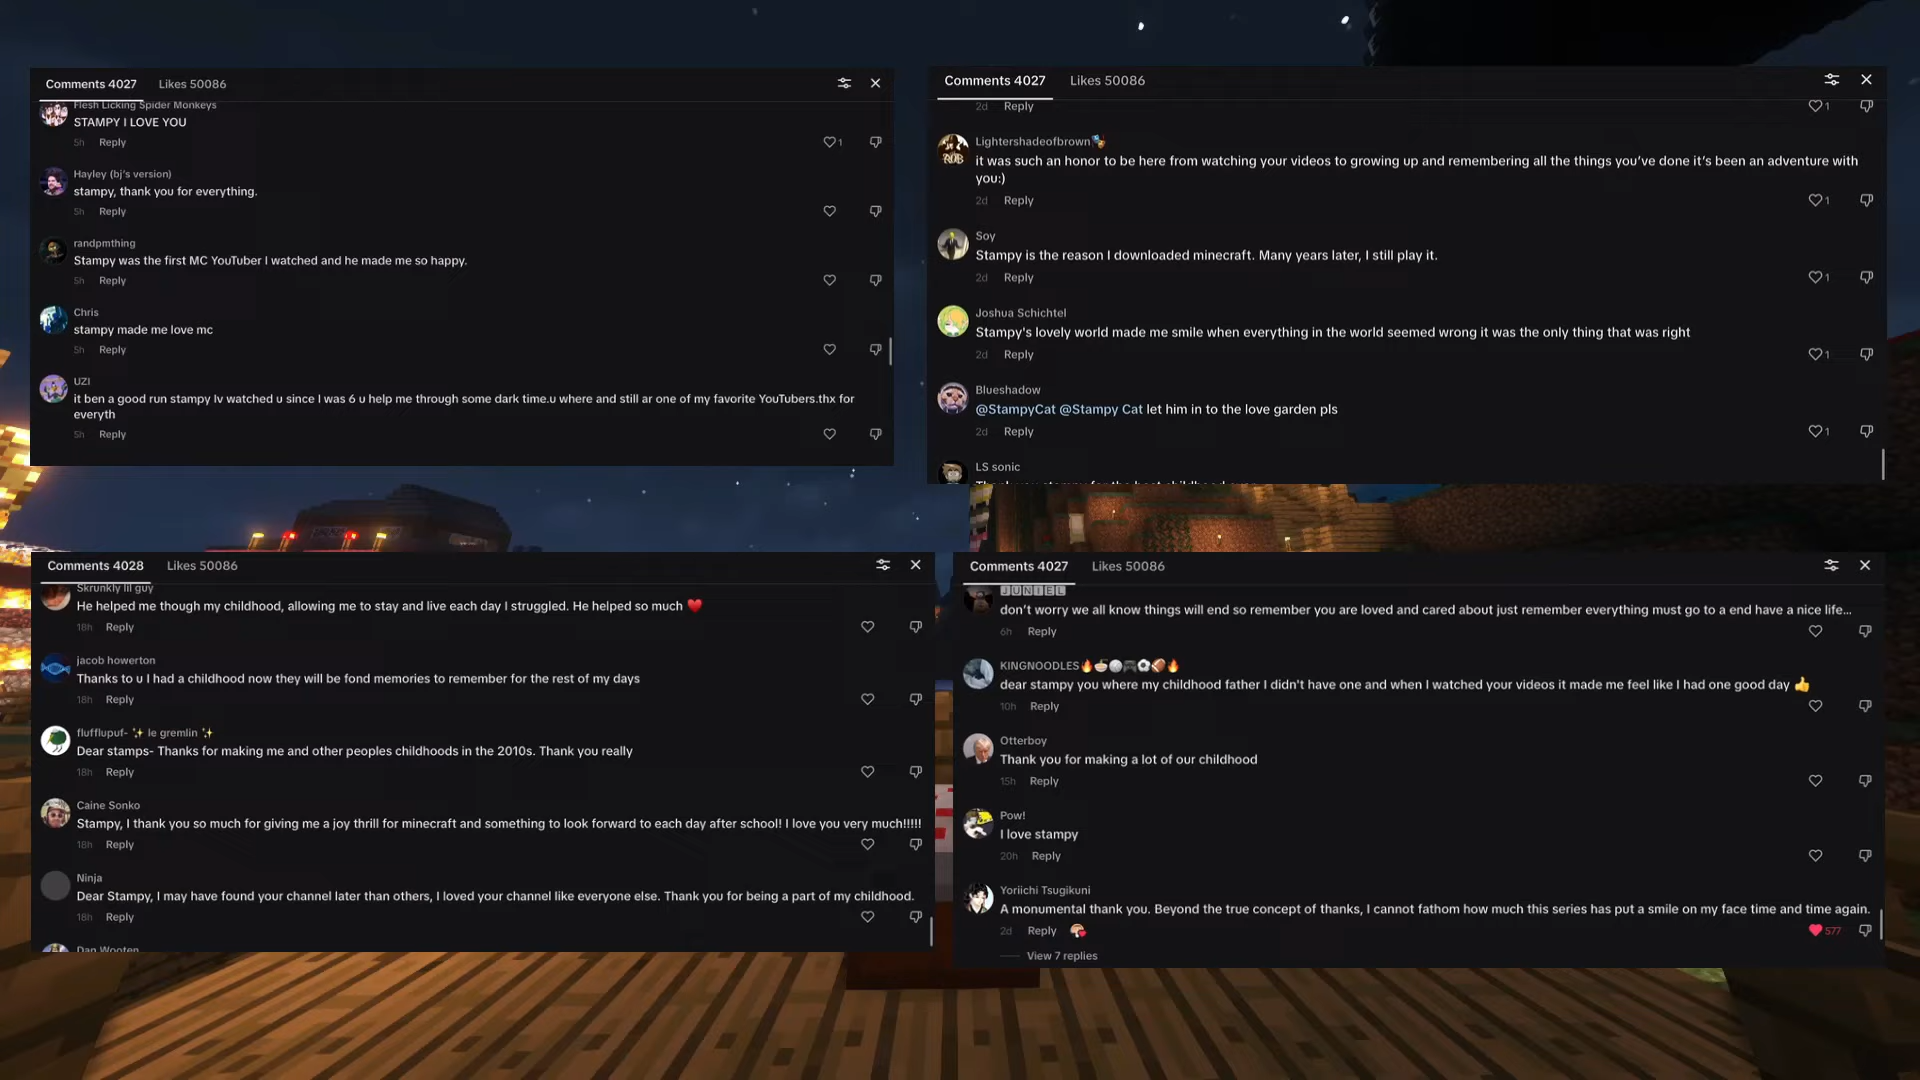 Comments 4027 Likes 50086
Flesh Licking Spider Monkeys
STAMPY I LOVE YOU
5h Reply 1
Hayley (bj's version)
stampy, thank you for everything.
5h Reply
randpmthing
Stampy was the first MC YouTuber I watched and he made me so happy.
5h Reply
Chris
stampy made me love mc
5h Reply
UZI
it ben a good run stampy Iv watched u since I was 6 u help me through some dark time.u where and still ar one of my favorite YouTubers.thx for
everyth
5h Reply
Comments 4027 Likes 50086
2d Reply 1
Lightershadeofbrown🎭
it was such an honor to be here from watching your videos to growing up and remembering all the things you've done it's been an adventure with
you:)
2d Reply 1
Soy
Stampy is the reason I downloaded minecraft. Many years later, I still play it.
2d Reply 1
Joshua Schichtel
Stampy's lovely world made me smile when everything in the world seemed wrong it was the only thing that was right
2d Reply 1
Blueshadow
@StampyCat @Stampy Cat let him in to the love garden pls
2d Reply 1
LS sonic
Comments 4028 Likes 50086
Skrunkly lil guy
He helped me though my childhood, allowing me to stay and live each day I struggled. He helped so much ❤️
18h Reply
jacob howerton
Thanks to u I had a childhood now they will be fond memories to remember for the rest of my days
18h Reply
flufflupuf- ✨ le gremlin ✨
Dear stamps- Thanks for making me and other peoples childhoods in the 2010s. Thank you really
18h Reply
Caine Sonko
Stampy, I thank you so much for giving me a joy thrill for minecraft and something to look forward to each day after school! I love you very much!!!!!
18h Reply
Ninja
Dear Stampy, I may have found your channel later than others, I loved your channel like everyone else. Thank you for being a part of my childhood.
18h Reply
Dan Wooten
Comments 4027 Likes 50086
🅹🆄🅽🅸🅴🅻
don't worry we all know things will end so remember you are loved and cared about just remember everything must go to a end have a nice life...
6h Reply
KINGNOODLES🔥🍜⚪🎮⚽🏈🔥
dear stampy you where my childhood father I didn't have one and when I watched your videos it made me feel like I had one good day 👍
10h Reply
Otterboy
Thank you for making a lot of our childhood
15h Reply
Pow!
I love stampy
20h Reply
Yoriichi Tsugikuni
A monumental thank you. Beyond the true concept of thanks, I cannot fathom how much this series has put a smile on my face time and time again.
2d Reply 577
View 7 replies